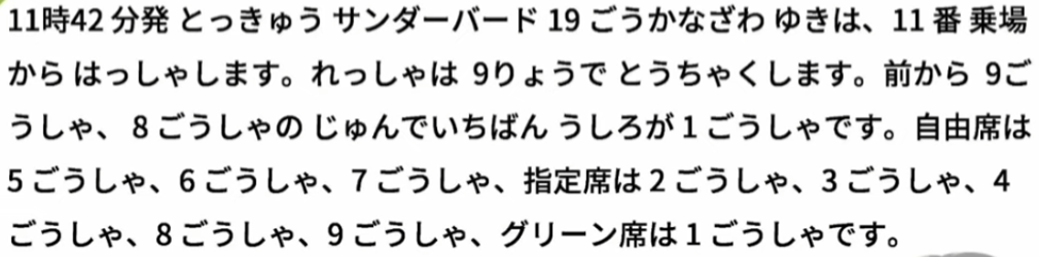 11時42分発 とっきゅう サンダーバード 19 ごうかなざわ ゆきは、11 番 乗場
から はっしゃします。れっしゃは 9りょうで とうちゃくします。前から 9ご
うしゃ、 8 ごうしゃの じゅんでいちばん うしろが 1 ごうしゃです。自由席は
5 ごうしゃ、6 ごうしゃ、7 ごうしゃ、指定席は 2 ごうしゃ、3 ごうしゃ、4
ごうしゃ、8 ごうしゃ、9 ごうしゃ、グリーン席は 1 ごうしゃです。